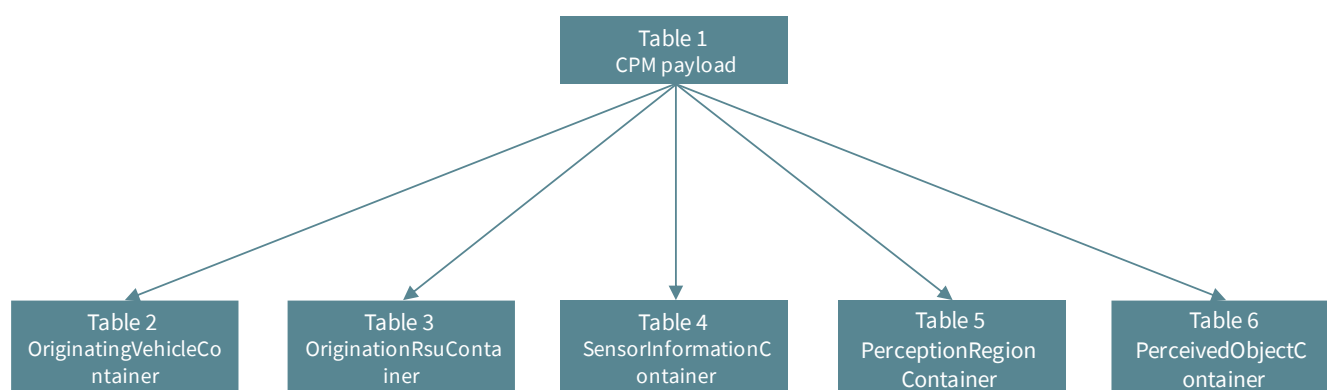 Table 1
CPM payload
Table 2
OriginatingVehicleCo
ntainer
Table 3
OriginationRsuConta
iner
Table 4
SensorInformationC
ontainer
Table 5
PerceptionRegion
Container
Table 6
PerceivedObjectC
ontainer